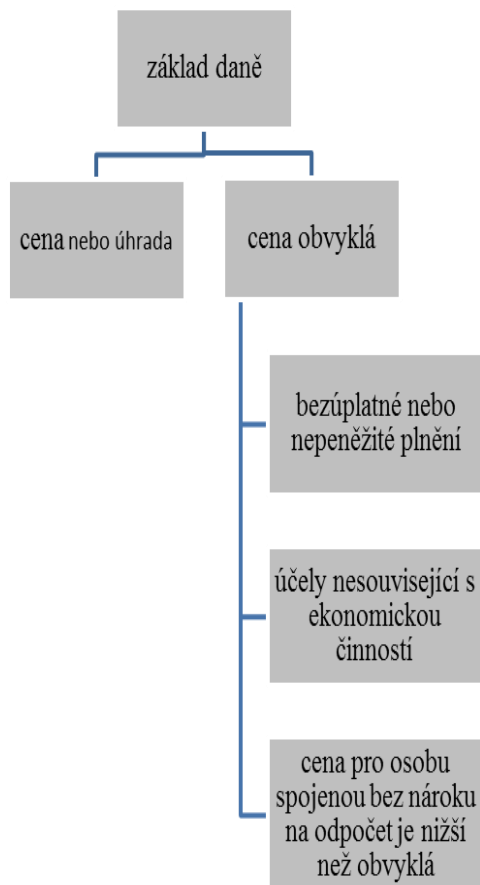 základ daně
cena nebo úhrada
cena obvyklá
bezúplatné nebo
nepeněžité plnění
účely nesouvisející s
ekonomickou
činností
cena pro osobu
spojenou bez nároku
na odpočet je nižší
než obvyklá